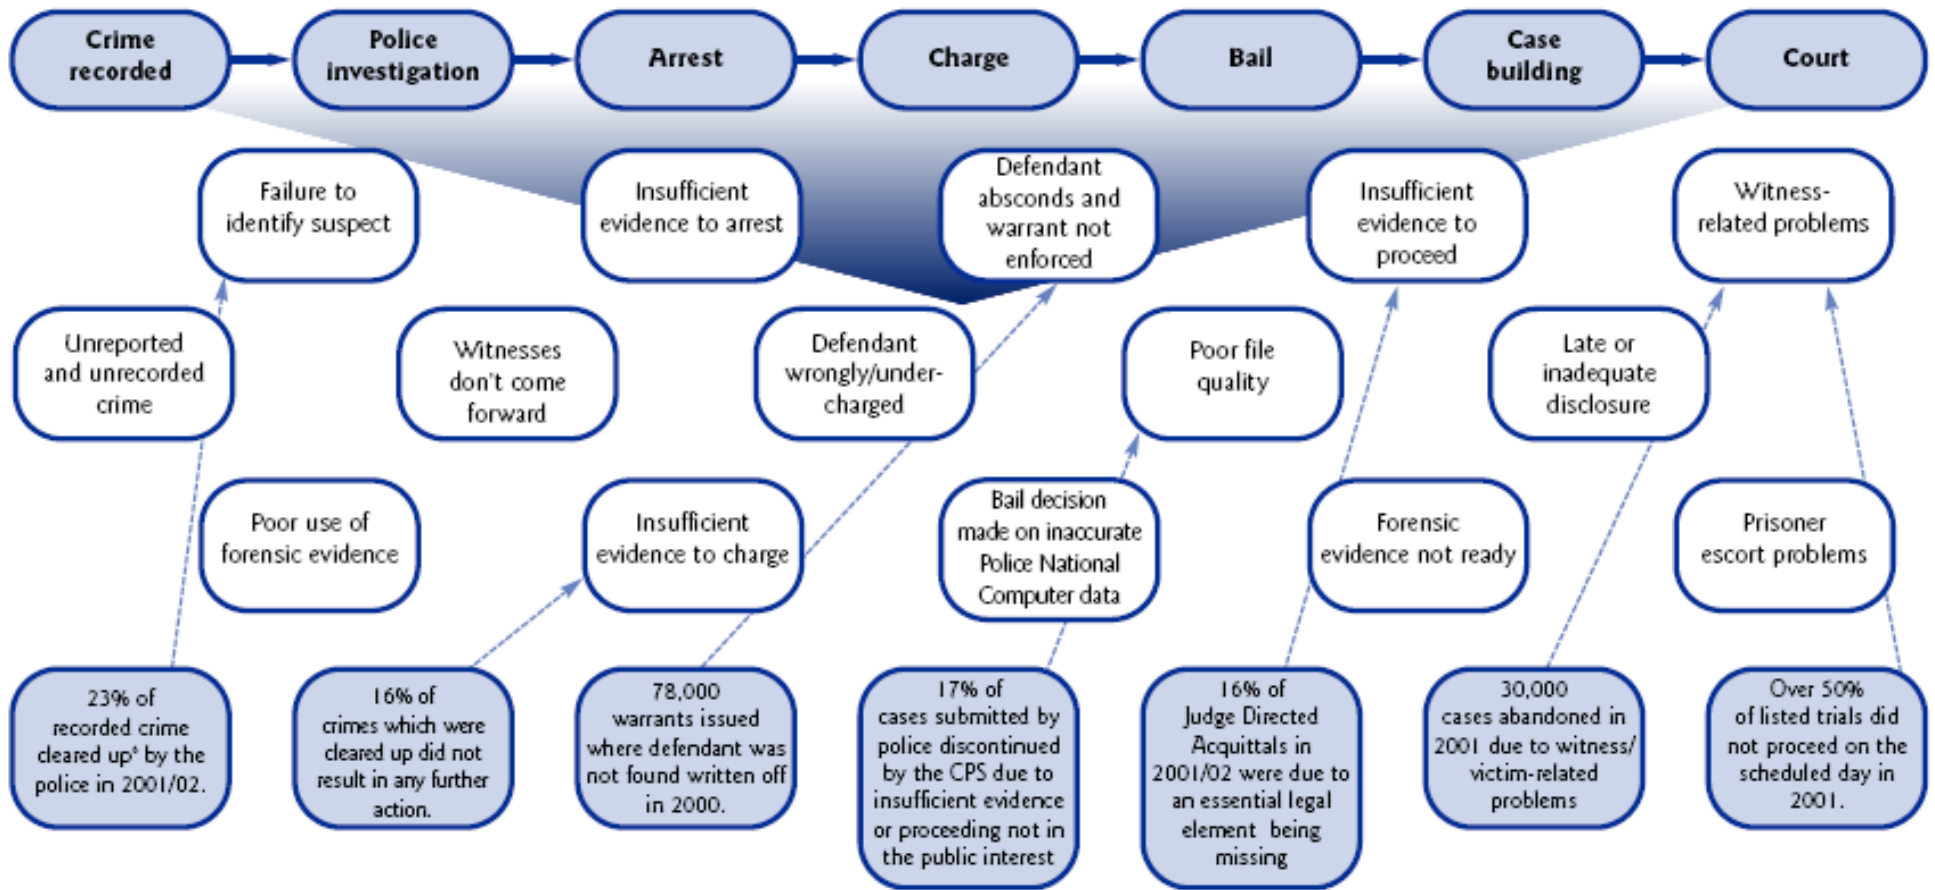 Crime
recorded
Police
investigation
Arrest
Charge
Bail
Case
building
Court
Failure to
identify suspect
Insufficient
evidence to arrest
Defendant
absconds and
warrant not
enforced
Insufficient
evidence to
proceed
Witness-
related problems
Unreported
and unrecorded
crime
Witnesses
don't come
forward
Defendant
wrongly/under-
charged
Poor file
quality
Late or
inadequate
disclosure
Poor use of
forensic evidence
Insufficient
evidence to charge
Bail decision
made on inaccurate
Police National
Computer data
Forensic
evidence not ready
Prisoner
escort problems
23% of
recorded crime
cleared up⁶ by the
police in 2001/02.
16% of
crimes which were
cleared up did not
result in any further
action.
78,000
warrants issued
where defendant was
not found written off
in 2000.
17% of
cases submitted by
police discontinued
by the CPS due to
insufficient evidence
or proceeding not in
the public interest
16% of
Judge Directed
Acquittals in
2001/02 were due to
an essential legal
element being
missing
30,000
cases abandoned in
2001 due to witness/
victim-related
problems
Over 50%
of listed trials did
not proceed on the
scheduled day in
2001.